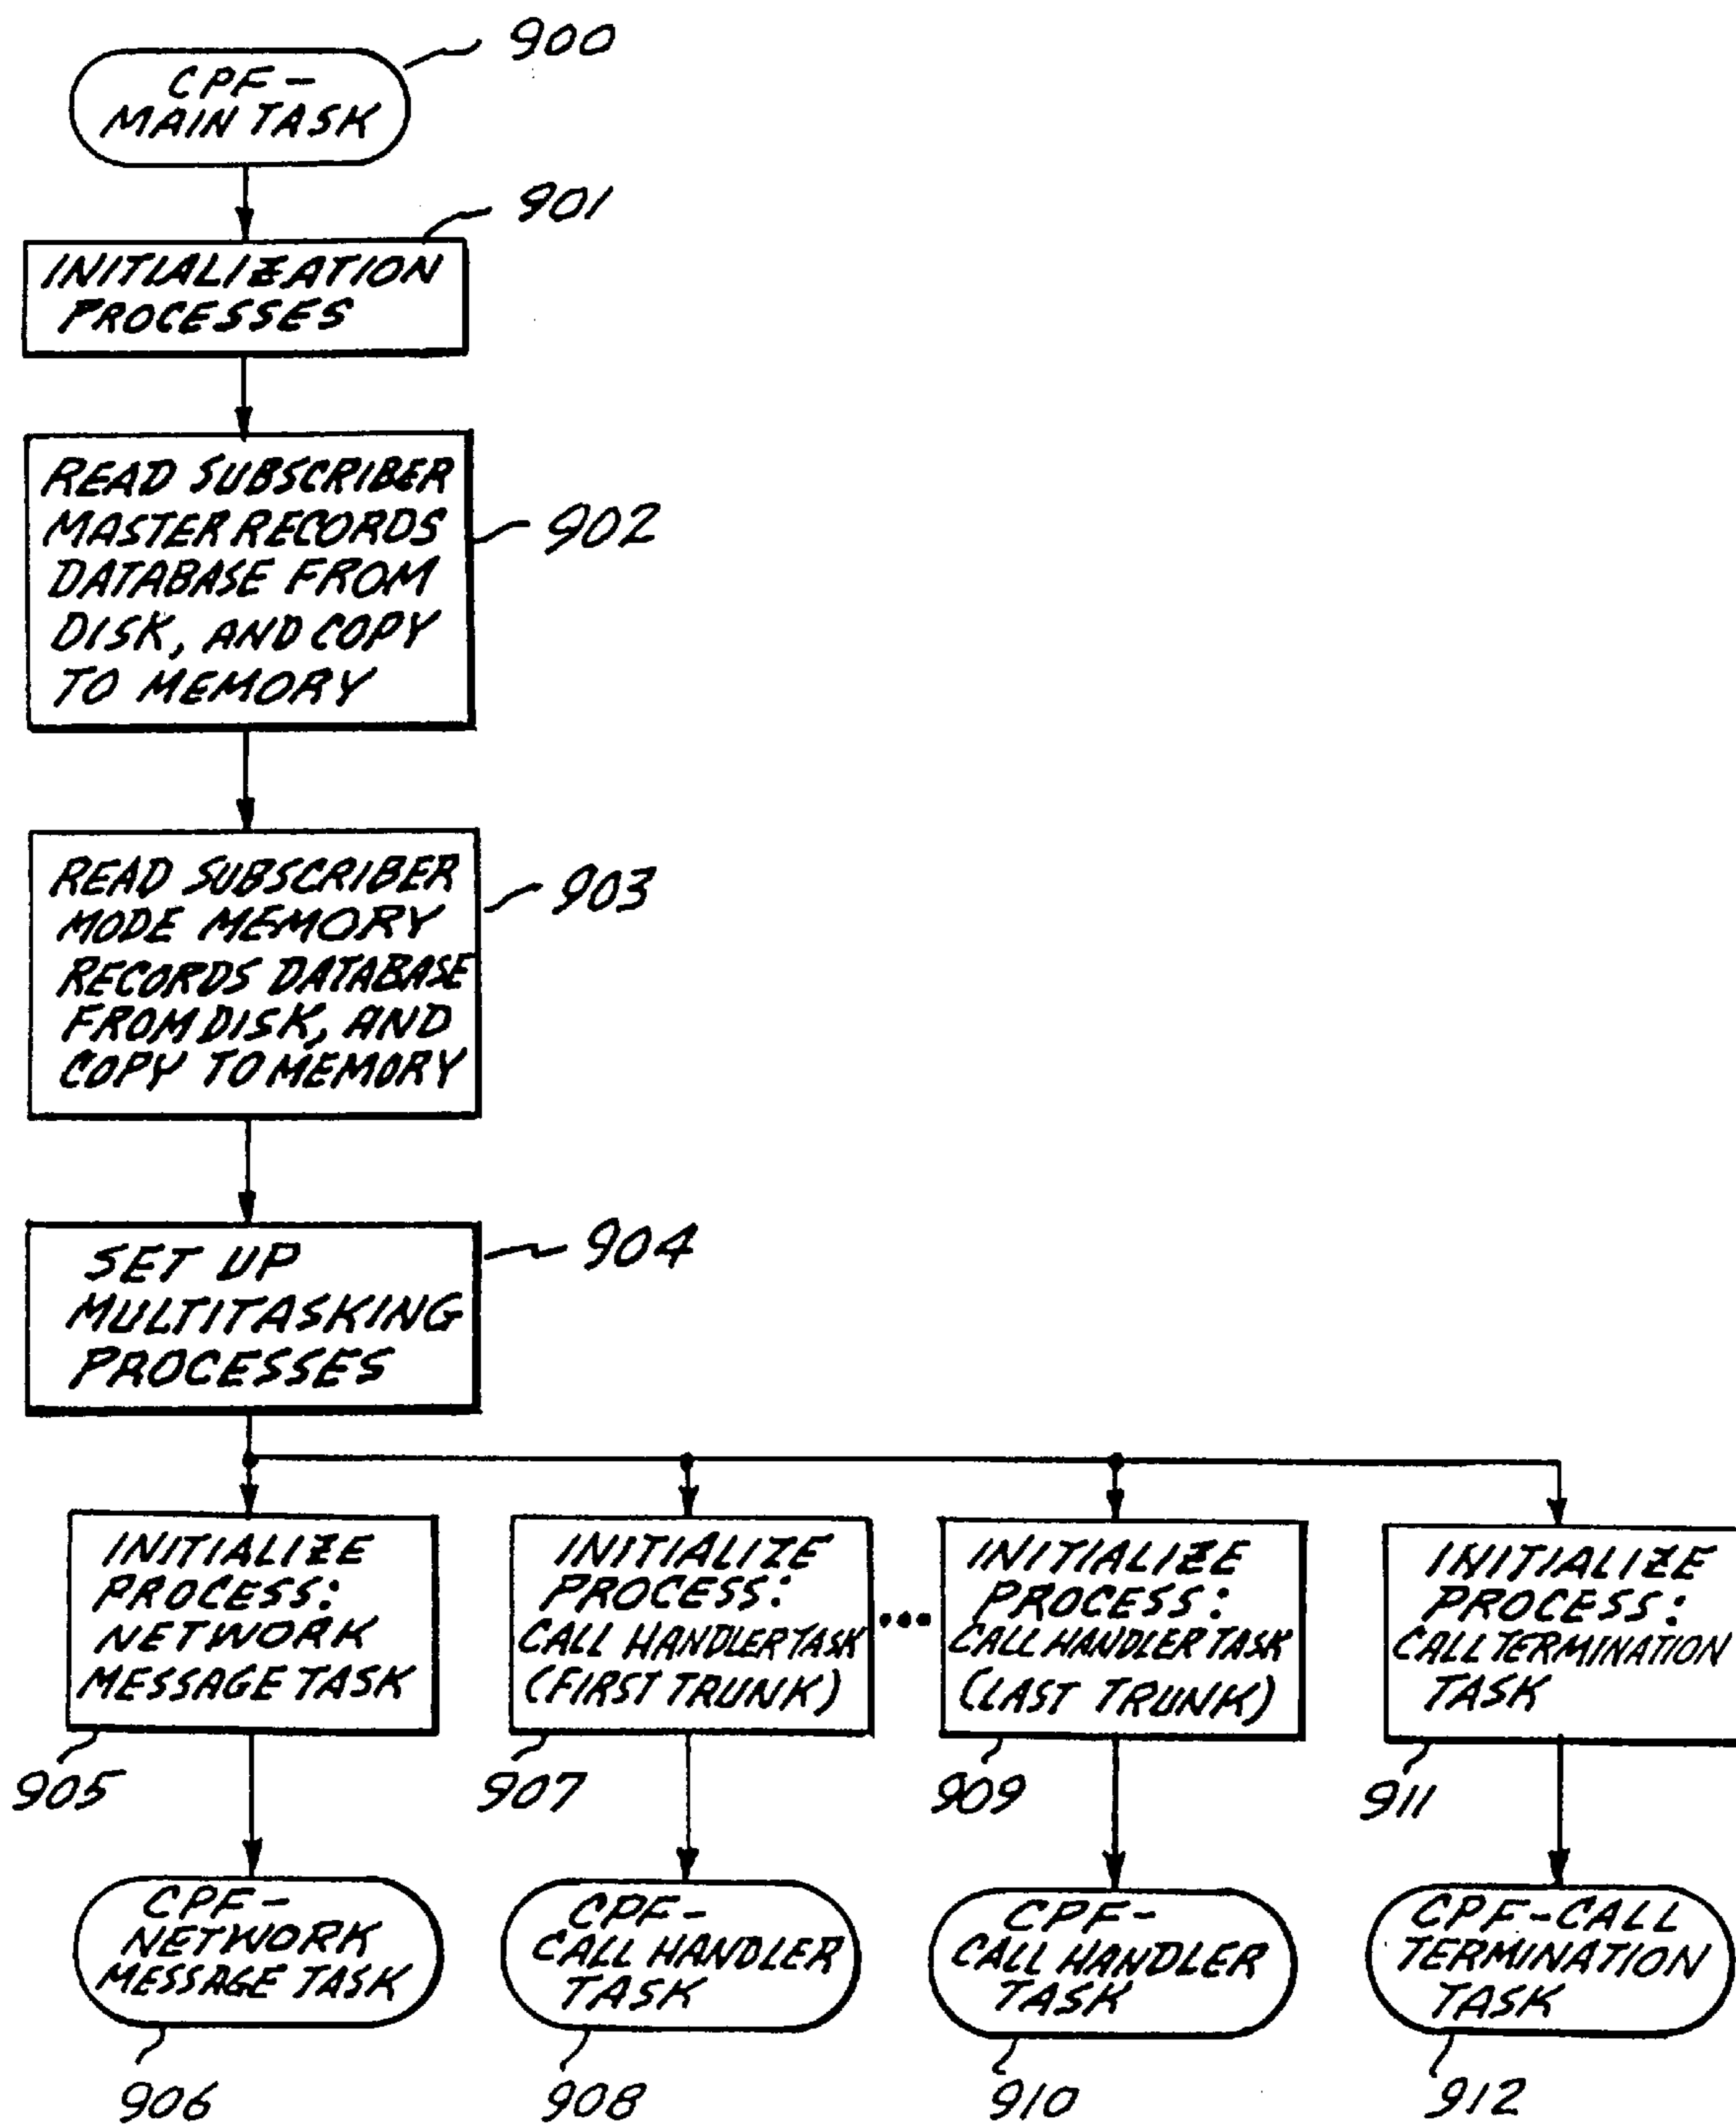 900
CPF-
MAIN TASK
901
INITIALIZATION
PROCESSES
READ SUBSCRIBER
MASTER RECORDS
DATABASE FROM
DISK, AND COPY
TO MEMORY
902
READ SUBSCRIBER
MODE MEMORY
RECORDS DATABASE
FROM DISK, AND
COPY TO MEMORY
903
SET UP
MULTITASKING
PROCESSES
904
INITIALIZE
PROCESS:
NETWORK
MESSAGE TASK
905
INITIALIZE
PROCESS:
CALL HANDLER TASK
(FIRST TRUNK)
907
...
INITIALIZE
PROCESS:
CALL HANDLER TASK
(LAST TRUNK)
909
INITIALIZE
PROCESS:
CALL TERMINATION
TASK
911
CPF-
NETWORK
MESSAGE TASK
906
CPF-
CALL HANDLER
TASK
908
CPF-
CALL HANDLER
TASK
910
CPF-CALL
TERMINATION
TASK
912